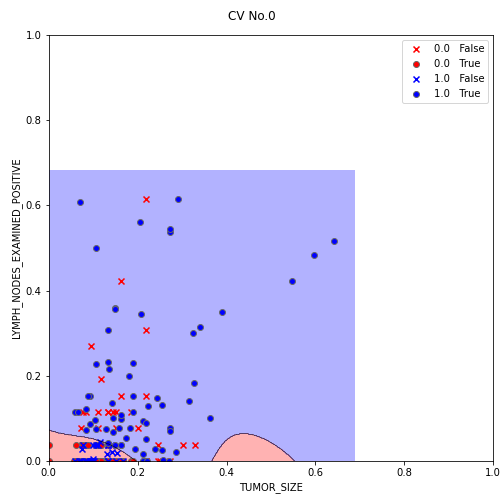 CV No.0
1.0
0.0 False
0.0 True
1.0 False
1.0 True
0.8
0.6
0.4
0.2
0.0
LYMPH_NODES_EXAMINED_POSITIVE
0.0 0.2 0.4 0.6 0.8 1.0
TUMOR_SIZE